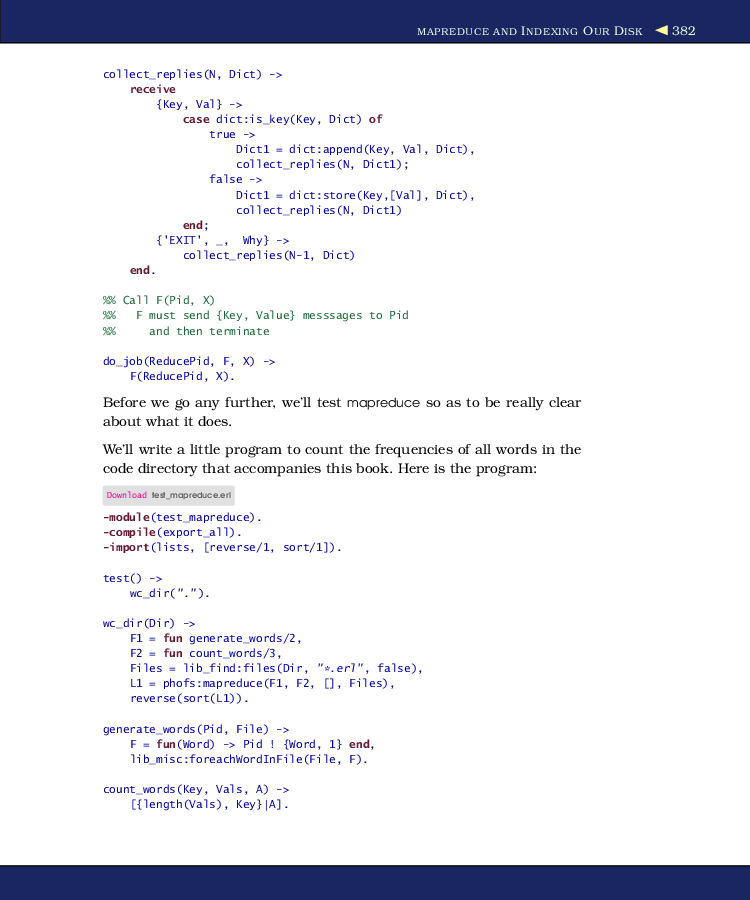 MAPREDUCE AND INDEXING OUR DISK ◀ 382
collect_replies(N, Dict) ->
    receive
        {Key, Val} ->
            case dict:is_key(Key, Dict) of
                true ->
                    Dict1 = dict:append(Key, Val, Dict),
                    collect_replies(N, Dict1);
                false ->
                    Dict1 = dict:store(Key,[Val], Dict),
                    collect_replies(N, Dict1)
            end;
        {'EXIT', _,  Why} ->
            collect_replies(N-1, Dict)
    end.
%% Call F(Pid, X)
%%   F must send {Key, Value} messsages to Pid
%%     and then terminate
do_job(ReducePid, F, X) ->
    F(ReducePid, X).
Before we go any further, we'll test mapreduce so as to be really clear
about what it does.
We'll write a little program to count the frequencies of all words in the
code directory that accompanies this book. Here is the program:
Download test_mapreduce.erl
-module(test_mapreduce).
-compile(export_all).
-import(lists, [reverse/1, sort/1]).
test() ->
    wc_dir(".").
wc_dir(Dir) ->
    F1 = fun generate_words/2,
    F2 = fun count_words/3,
    Files = lib_find:files(Dir, "*.erl", false),
    L1 = phofs:mapreduce(F1, F2, [], Files),
    reverse(sort(L1)).
generate_words(Pid, File) ->
    F = fun(Word) -> Pid ! {Word, 1} end,
    lib_misc:foreachWordInFile(File, F).
count_words(Key, Vals, A) ->
    [{length(Vals), Key}|A].